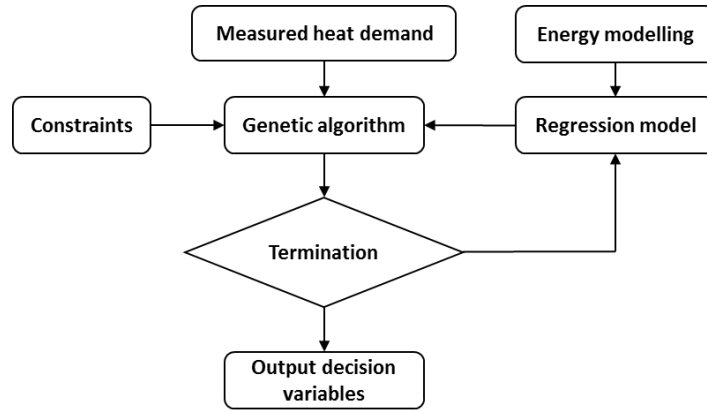 Measured heat demand
Energy modelling
Constraints
Genetic algorithm
Regression model
Termination
Output decision
variables